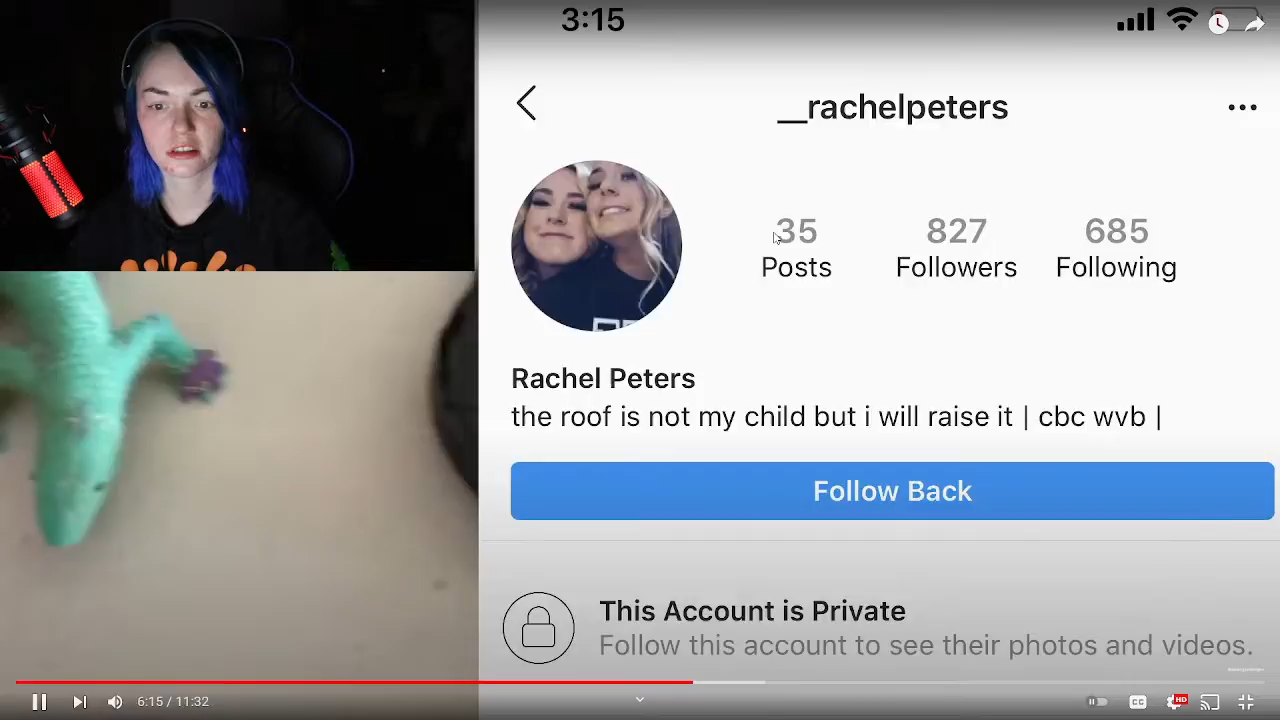 3:15
__rachelpeters
35 827 685
Posts Followers Following
Rachel Peters
the roof is not my child but i will raise it | cbc wvb |
Follow Back
This Account is Private
Follow this account to see their photos and videos.
6:15 / 11:32
CC HD